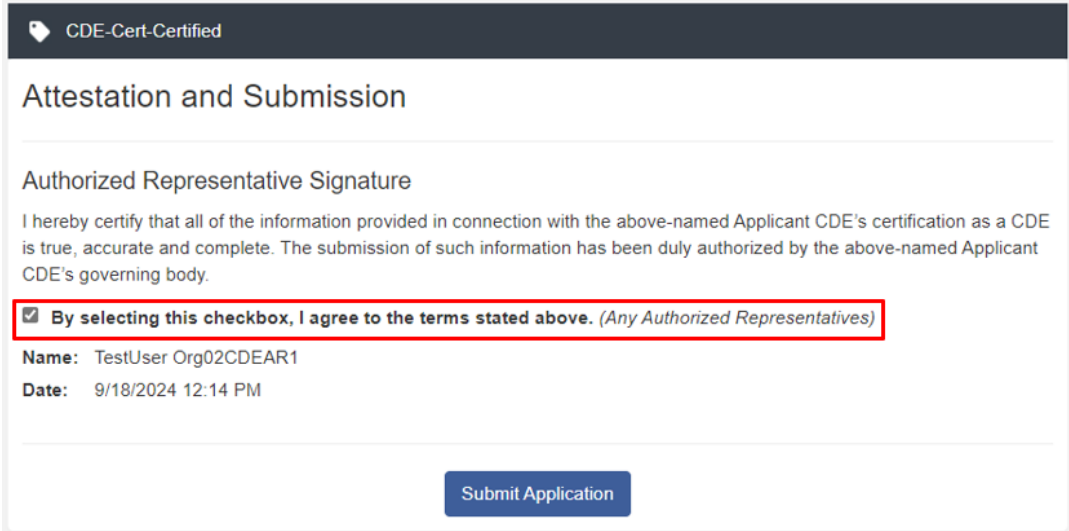 CDE-Cert-Certified
Attestation and Submission
Authorized Representative Signature
I hereby certify that all of the information provided in connection with the above-named Applicant CDE’s certification as a CDE
is true, accurate and complete. The submission of such information has been duly authorized by the above-named Applicant
CDE’s governing body.
By selecting this checkbox, I agree to the terms stated above. (Any Authorized Representatives)
Name: TestUser Org02CDEAR1
Date: 9/18/2024 12:14 PM
Submit Application